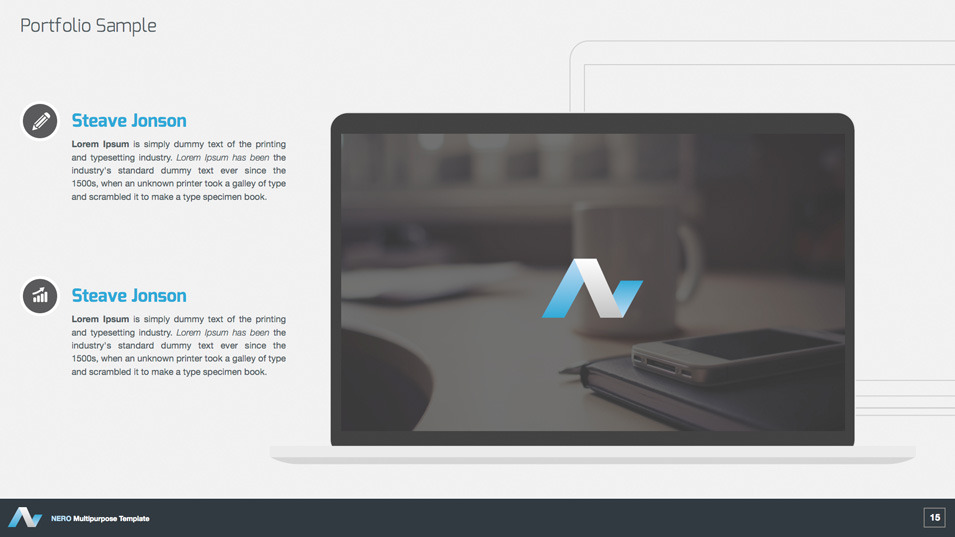 Portfolio Sample
Steave Jonson
Lorem Ipsum is simply dummy text of the printing
and typesetting industry. Lorem Ipsum has been the
industry's standard dummy text ever since the
1500s, when an unknown printer took a galley of type
and scrambled it to make a type specimen book.
Steave Jonson
Lorem Ipsum is simply dummy text of the printing
and typesetting industry. Lorem Ipsum has been the
industry's standard dummy text ever since the
1500s, when an unknown printer took a galley of type
and scrambled it to make a type specimen book.
NERO Multipurpose Template
15